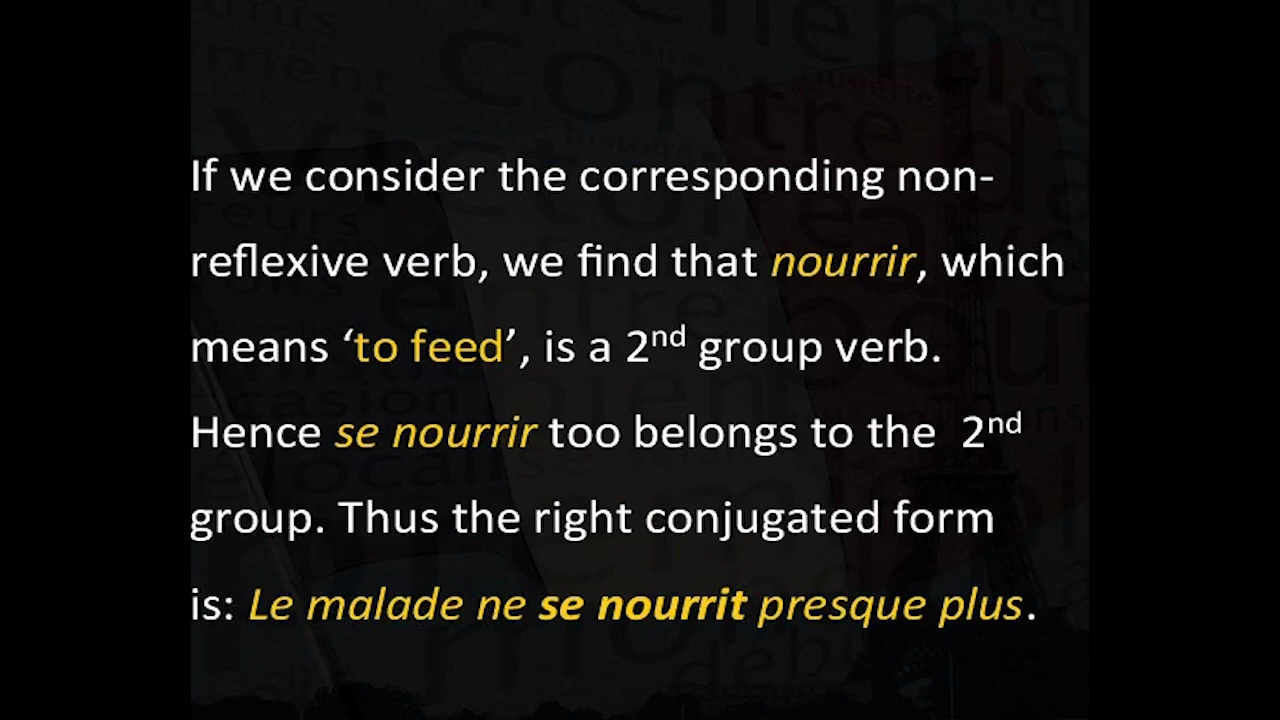 If we consider the corresponding non-
reflexive verb, we find that nourrir, which
means ‘to feed’, is a 2nd group verb.
Hence se nourrir too belongs to the 2nd
group. Thus the right conjugated form
is: Le malade ne se nourrit presque plus.